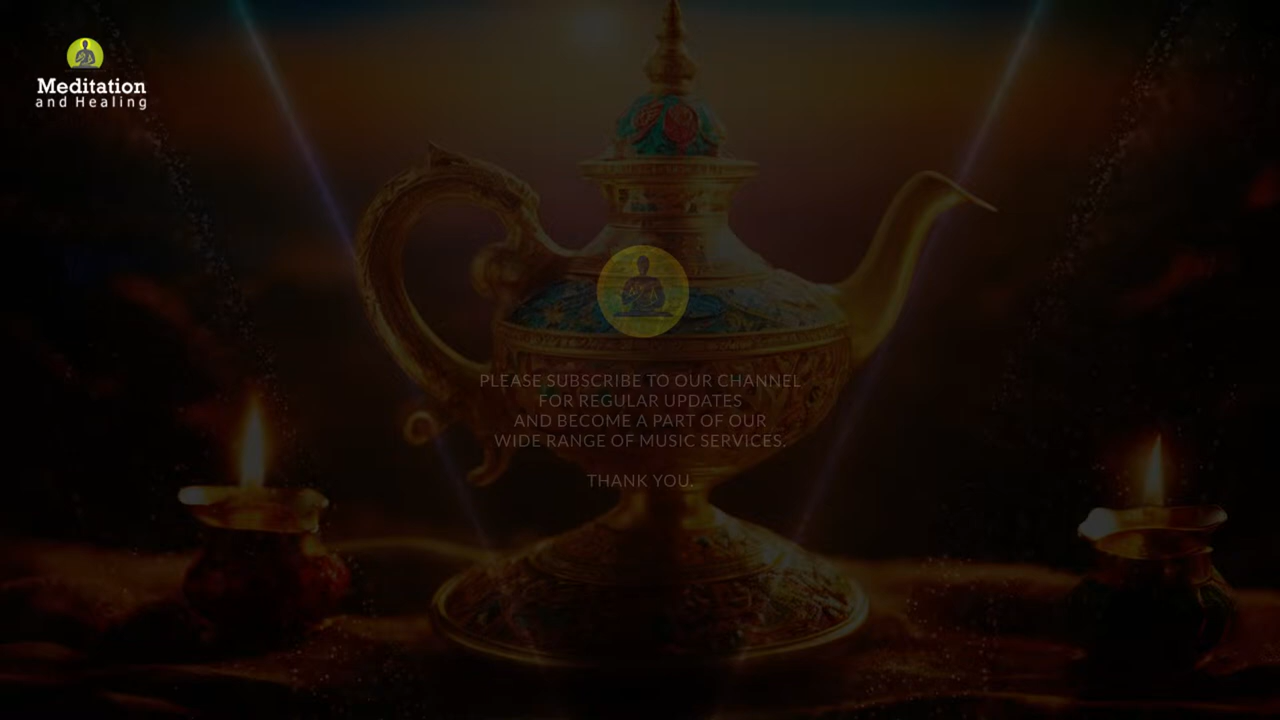 Meditation
and Healing
PLEASE SUBSCRIBE TO OUR CHANNEL
FOR REGULAR UPDATES
AND BECOME A PART OF OUR
WIDE RANGE OF MUSIC SERVICES.
THANK YOU.